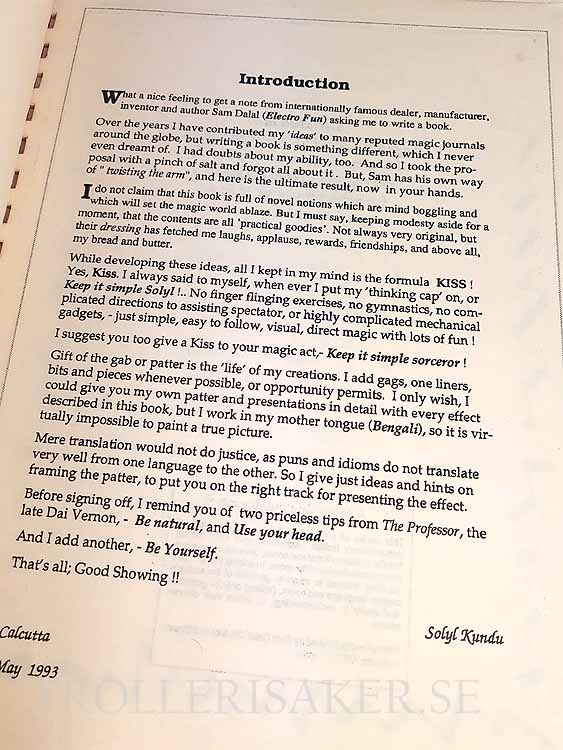 Introduction
What a nice feeling to get a note from internationally famous dealer, manufacturer,
inventor and author Sam Dalal (Electro Fun) asking me to write a book.
Over the years I have contributed my 'ideas' to many reputed magic journals
around the globe, but writing a book is something different, which I never
even dreamt of. I had doubts about my ability, too. And so I took the pro-
posal with a pinch of salt and forgot all about it. But, Sam has his own way
of "twisting the arm", and here is the ultimate result, now in your hands.
I do not claim that this book is full of novel notions which are mind boggling and
which will set the magic world ablaze. But I must say, keeping modesty aside for a
moment, that the contents are all 'practical goodies'. Not always very original, but
their dressing has fetched me laughs, applause, rewards, friendships, and above all,
my bread and butter.
While developing these ideas, all I kept in my mind is the formula KISS !
Yes, Kiss. I always said to myself, when ever I put my 'thinking cap' on, or
Keep it simple Solyl !.. No finger flinging exercises, no gymnastics, no com-
plicated directions to assisting spectator, or highly complicated mechanical
gadgets, - just simple, easy to follow, visual, direct magic with lots of fun !
I suggest you too give a Kiss to your magic act,- Keep it simple sorceror !
Gift of the gab or patter is the 'life' of my creations. I add gags, one liners,
bits and pieces whenever possible, or opportunity permits. I only wish, I
could give you my own patter and presentations in detail with every effect
described in this book, but I work in my mother tongue (Bengali), so it is vir-
tually impossible to paint a true picture.
Mere translation would not do justice, as puns and idioms do not translate
very well from one language to the other. So I give just ideas and hints on
framing the patter, to put you on the right track for presenting the effect.
Before signing off, I remind you of two priceless tips from The Professor, the
late Dai Vernon, - Be natural, and Use your head.
And I add another, - Be Yourself.
That's all; Good Showing !!
Calcutta
Solyl Kundu
May 1993
TROLLERISAKER.SE